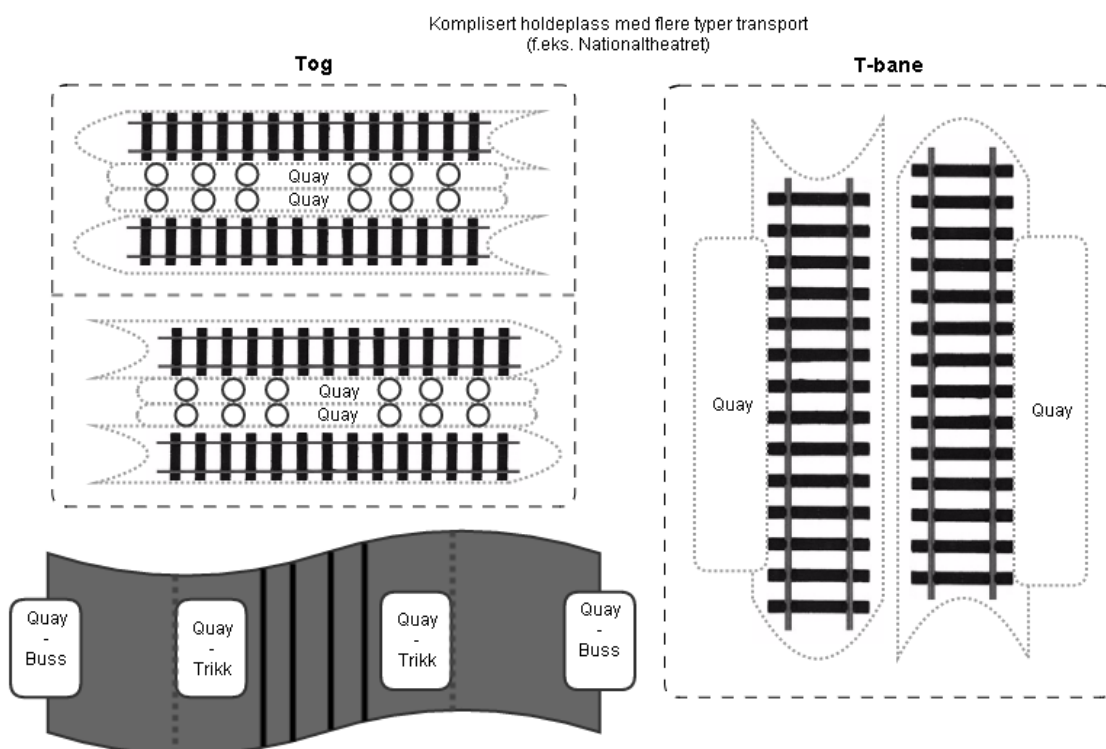 Komplisert holdeplass med flere typer transport
(f.eks. Nationaltheatret)
Tog
Quay
Quay
Quay
Quay
T-bane
Quay
Quay
Quay
-
Buss
Quay
-
Trikk
Quay
-
Trikk
Quay
-
Buss